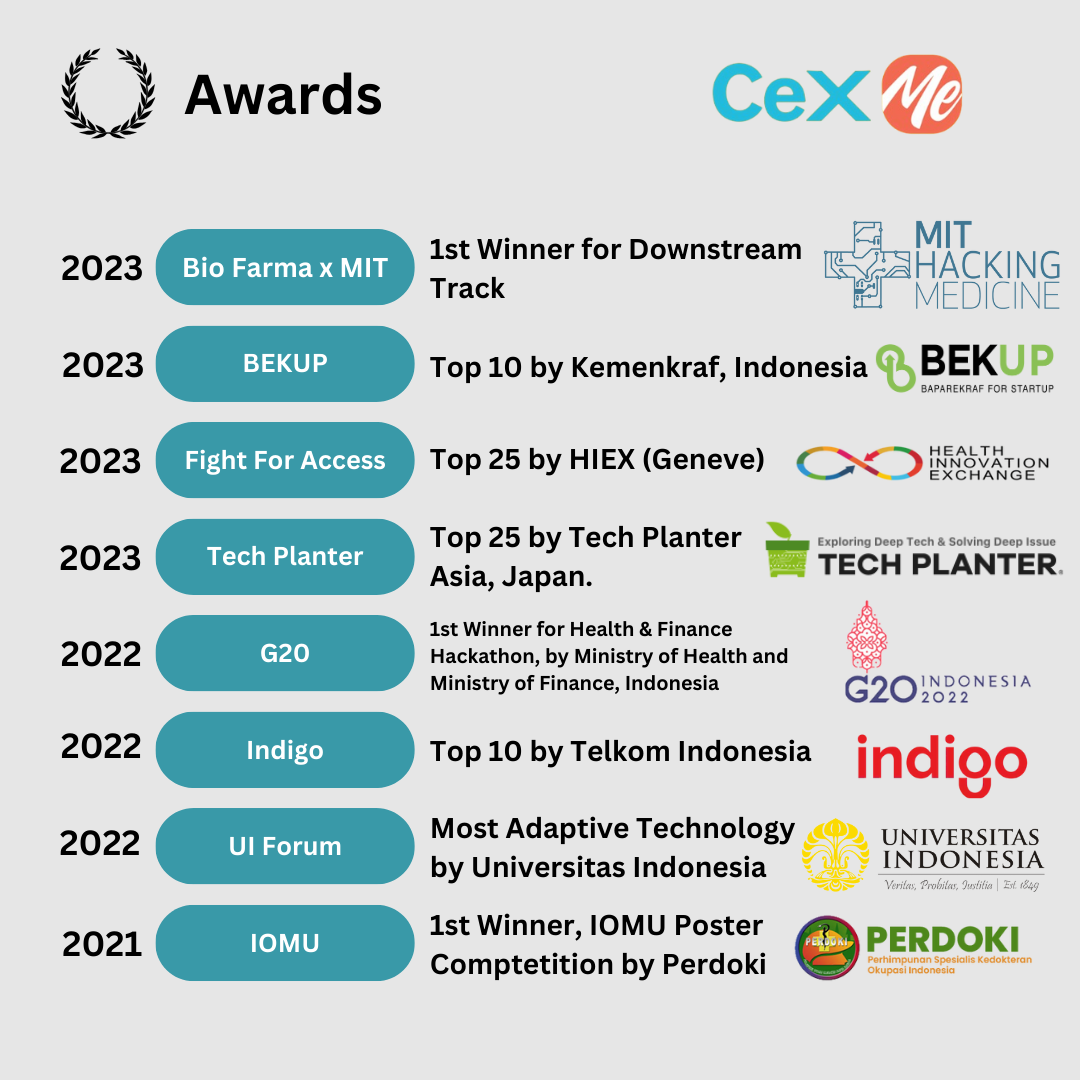 Awards
CeX Me
2023
Bio Farma x MIT
1st Winner for Downstream
Track
MIT
HACKING
MEDICINE
2023
BEKUP
Top 10 by Kemenkraf, Indonesia
BEKUP
BAPAREKRAF FOR STARTUP
2023
Fight For Access
Top 25 by HIEX (Geneve)
HEALTH
INNOVATION
EXCHANGE
2023
Tech Planter
Top 25 by Tech Planter
Asia, Japan.
Exploring Deep Tech & Solving Deep Issue
TECH PLANTER®
2022
G20
1st Winner for Health & Finance
Hackathon, by Ministry of Health and
Ministry of Finance, Indonesia
G20 INDONESIA
2022
2022
Indigo
Top 10 by Telkom Indonesia
indigo
2022
UI Forum
Most Adaptive Technology
by Universitas Indonesia
UNIVERSITAS
INDONESIA
Veritas, Probitas, Iustitia | Est. 1849
2021
IOMU
1st Winner, IOMU Poster
Comptetition by Perdoki
PERDOKI
PERDOKI
Perhimpunan Spesialis Kedokteran
Okupasi Indonesia